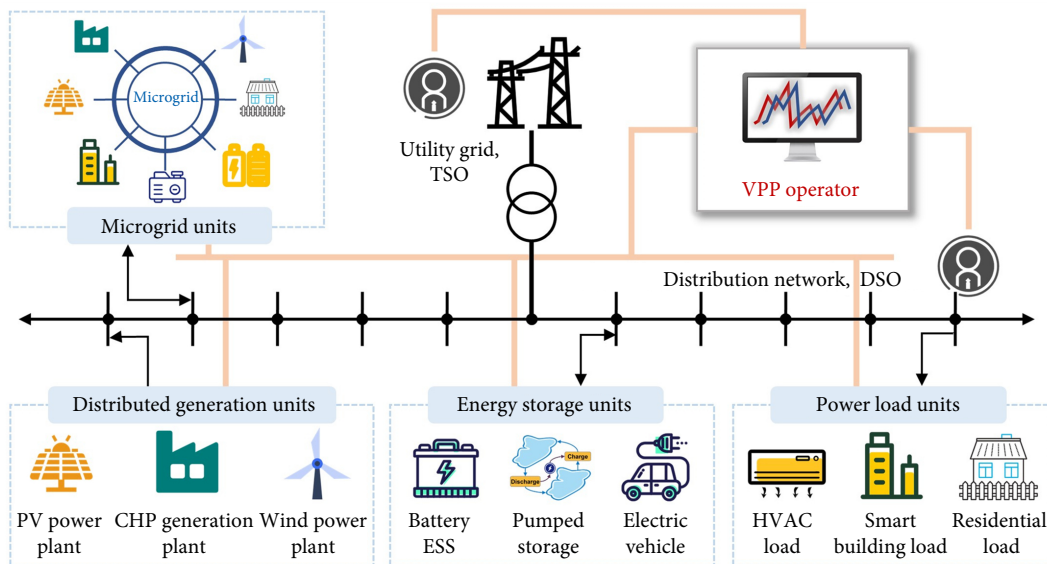 Microgrid
Microgrid units
Utility grid,
TSO
VPP operator
Distribution network, DSO
Distributed generation units
PV power
plant
CHP generation
plant
Wind power
plant
Energy storage units
Charge
Discharge
Battery
ESS
Pumped
storage
Electric
vehicle
Power load units
HVAC
load
Smart
building load
Residential
load